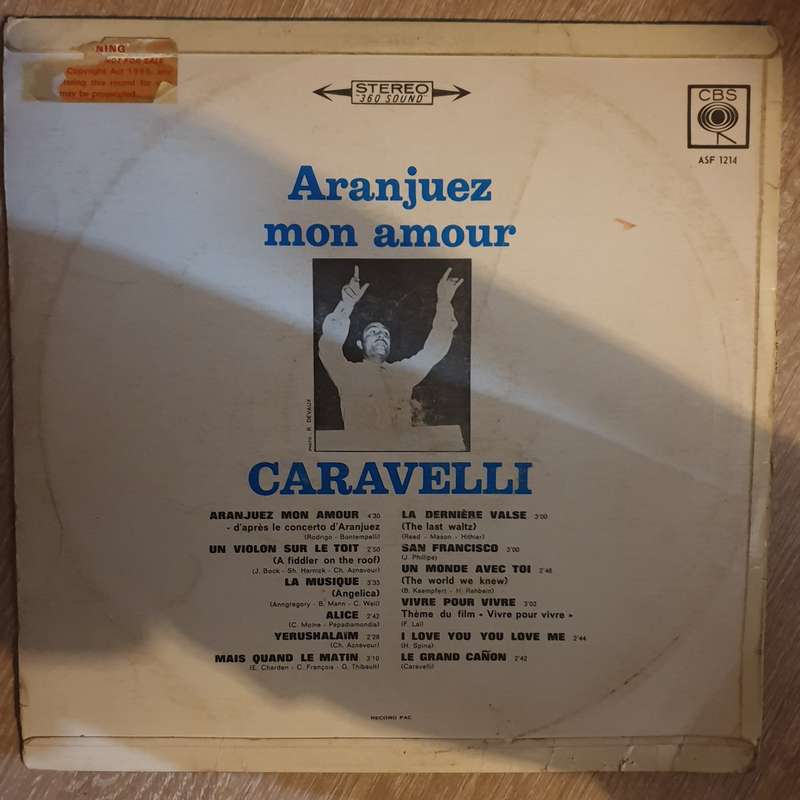 NING
NOT FOR SALE
Copyright Act 1965, any
using this record for
may be prosecuted.
STEREO
"360 SOUND"
CBS
ASF 1214
Aranjuez
mon amour
PHOTO R. DEVAUX
CARAVELLI
ARANJUEZ MON AMOUR 4'30
- d'après le concerto d'Aranjuez
(Rodrigo - Bontempelli)
UN VIOLON SUR LE TOIT 2'50
(A fiddler on the roof)
(J. Bock - Sh. Harnick - Ch. Aznavour)
LA MUSIQUE 3'35
(Angelica)
(Anngregory - B. Mann - C. Weil)
ALICE 2'42
(C. Moine - Papadiamondis)
YERUSHALAÏM 2'28
(Ch. Aznavour)
MAIS QUAND LE MATIN 3'10
(E. Charden - C. François - G. Thibault)
LA DERNIÈRE VALSE 3'00
(The last waltz)
(Reed - Mason - Hithier)
SAN FRANCISCO 3'00
(J. Phillips)
UN MONDE AVEC TOI 2'48
(The world we knew)
(B. Kaempfert - H. Rehbein)
VIVRE POUR VIVRE 3'02
Thème du film « Vivre pour vivre »
(F. Lai)
I LOVE YOU YOU LOVE ME 2'44
(H. Spina)
LE GRAND CAÑON 2'42
(Caravelli)
RECORD PAC